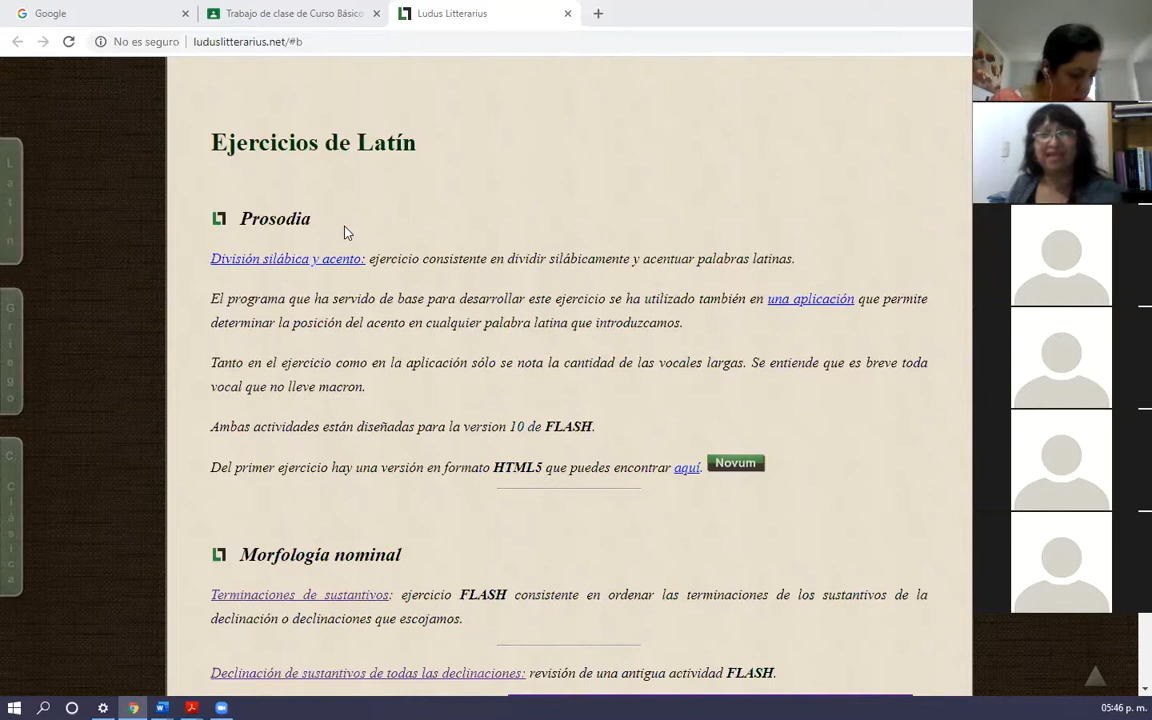 Google
Trabajo de clase de Curso Básico
Ludus Litterarius
No es seguro
luduslitterarius.net/#b
Latín
Griego
C. Clásica
Ejercicios de Latín
Prosodia
División silábica y acento: ejercicio consistente en dividir silábicamente y acentuar palabras latinas.
El programa que ha servido de base para desarrollar este ejercicio se ha utilizado también en una aplicación que permite
determinar la posición del acento en cualquier palabra latina que introduzcamos.
Tanto en el ejercicio como en la aplicación sólo se nota la cantidad de las vocales largas. Se entiende que es breve toda
vocal que no lleve macron.
Ambas actividades están diseñadas para la version 10 de FLASH.
Del primer ejercicio hay una versión en formato HTML5 que puedes encontrar aquí. Novum
Morfología nominal
Terminaciones de sustantivos: ejercicio FLASH consistente en ordenar las terminaciones de los sustantivos de la
declinación o declinaciones que escojamos.
Declinación de sustantivos de todas las declinaciones: revisión de una antigua actividad FLASH.
05:46 p. m.